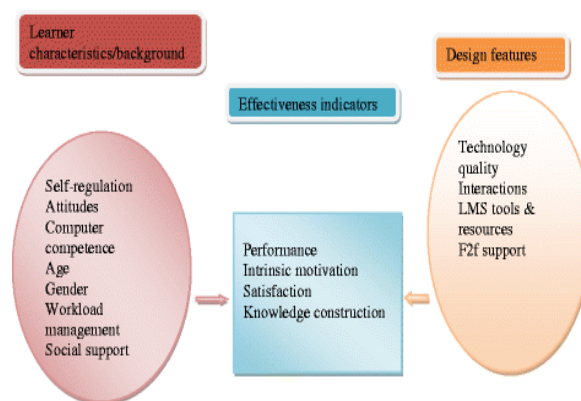 Learner
characteristics/background
Design features
Effectiveness indicators
Self-regulation
Attitudes
Computer
competence
Age
Gender
Workload
management
Social support
Performance
Intrinsic motivation
Satisfaction
Knowledge construction
Technology
quality
Interactions
LMS tools &
resources
F2f support